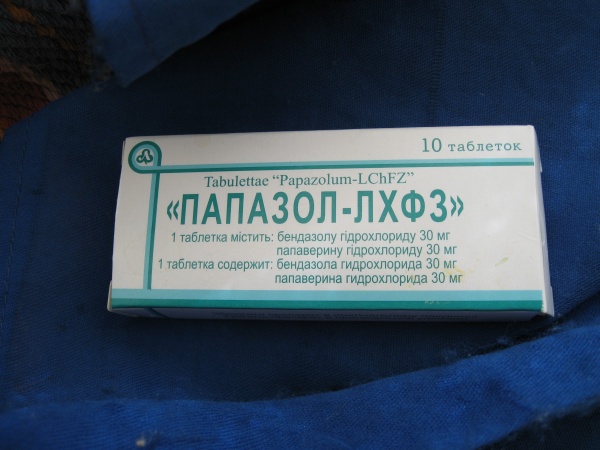 10 таблеток
Tabulettae “Papazolum-LChFZ”
«ПАПАЗОЛ-ЛХФЗ»
1 таблетка містить: бендазолу гідрохлориду 30 мг
папаверину гідрохлориду 30 мг
1 таблетка содержит: бендазола гидрохлорида 30 мг
папаверина гидрохлорида 30 мг